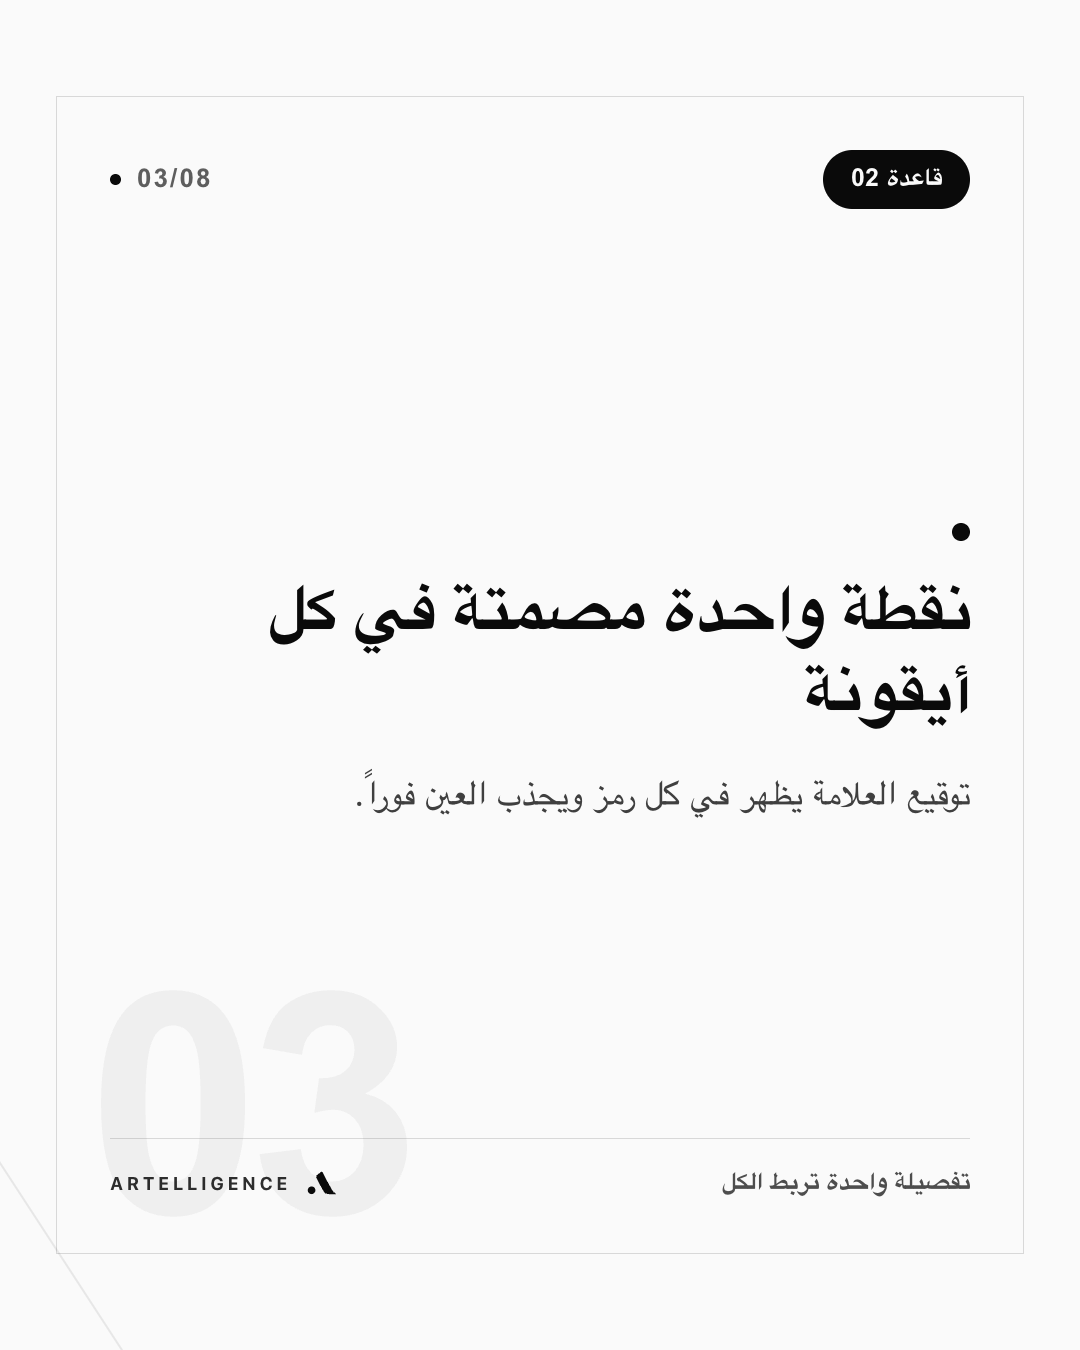 قاعدة 02
03/08
نقطة واحدة مصمتة في كل
أيقونة
توقيع العلامة يظهر في كل رمز ويجذب العين فوراً.
03
تفصيلة واحدة تربط الكل
ARTELLIGENCE